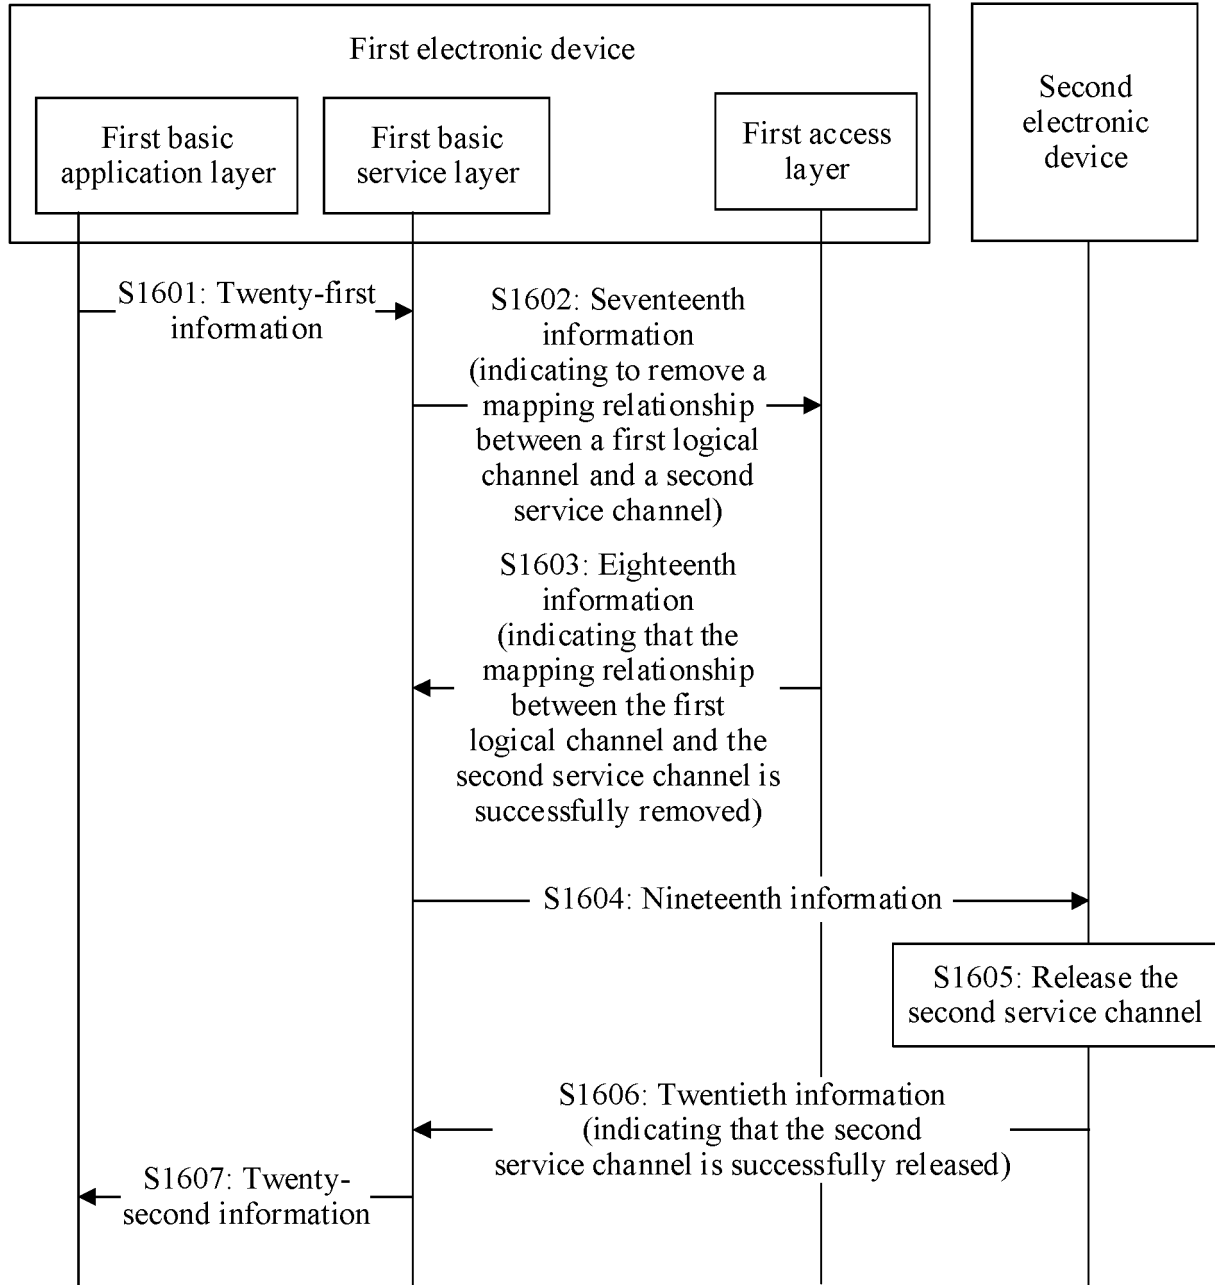 First electronic device
First basic
application layer
First basic
service layer
First access
layer
Second
electronic
device
S1601: Twenty-first
information
S1602: Seventeenth
information
(indicating to remove a
mapping relationship
between a first logical
channel and a second
service channel)
S1603: Eighteenth
information
(indicating that the
mapping relationship
between the first
logical channel and the
second service channel is
successfully removed)
S1604: Nineteenth information
S1605: Release the
second service channel
S1606: Twentieth information
(indicating that the second
service channel is successfully released)
S1607: Twenty-
second information